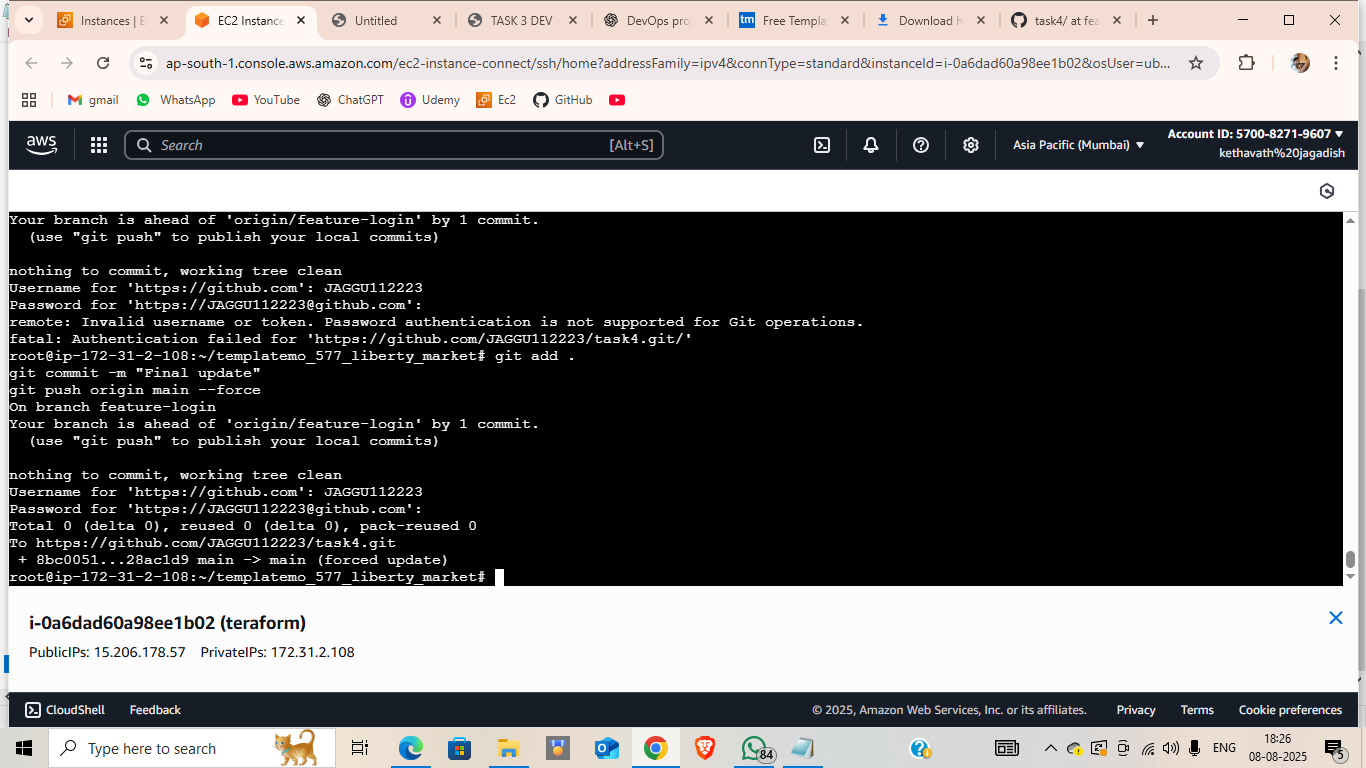 Instances | E
EC2 Instance
Untitled
TASK 3 DEV
DevOps pro
tm
Free Templa
Download h
task4/ at fea
ap-south-1.console.aws.amazon.com/ec2-instance-connect/ssh/home?addressFamily=ipv4&connType=standard&instanceId=i-0a6dad60a98ee1b02&osUser=ub...
gmail
WhatsApp
YouTube
ChatGPT
Udemy
Ec2
GitHub
aws
Search
[Alt+S]
Asia Pacific (Mumbai)
Account ID: 5700-8271-9607
kethavath%20jagadish
Your branch is ahead of 'origin/feature-login' by 1 commit.
(use "git push" to publish your local commits)
nothing to commit, working tree clean
Username for 'https://github.com': JAGGU112223
Password for 'https://JAGGU112223@github.com':
remote: Invalid username or token. Password authentication is not supported for Git operations.
fatal: Authentication failed for 'https://github.com/JAGGU112223/task4.git/'
root@ip-172-31-2-108:~/templatemo_577_liberty_market# git add .
git commit -m "Final update"
git push origin main --force
On branch feature-login
Your branch is ahead of 'origin/feature-login' by 1 commit.
(use "git push" to publish your local commits)
nothing to commit, working tree clean
Username for 'https://github.com': JAGGU112223
Password for 'https://JAGGU112223@github.com':
Total 0 (delta 0), reused 0 (delta 0), pack-reused 0
To https://github.com/JAGGU112223/task4.git
+ 8bc0051...28ac1d9 main -> main (forced update)
root@ip-172-31-2-108:~/templatemo_577_liberty_market#
i-0a6dad60a98ee1b02 (teraform)
PublicIPs: 15.206.178.57 PrivateIPs: 172.31.2.108
CloudShell
Feedback
© 2025, Amazon Web Services, Inc. or its affiliates.
Privacy
Terms
Cookie preferences
Type here to search
84
ENG
18:26
08-08-2025
5